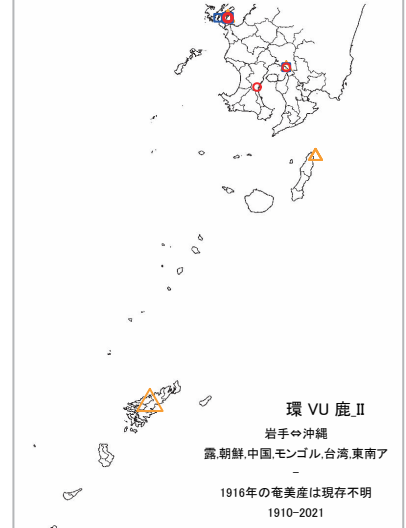 環 VU 鹿_II
岩手⇔沖縄
露,朝鮮,中国,モンゴル,台湾,東南ア
–
1916年の奄美産は現存不明
1910-2021